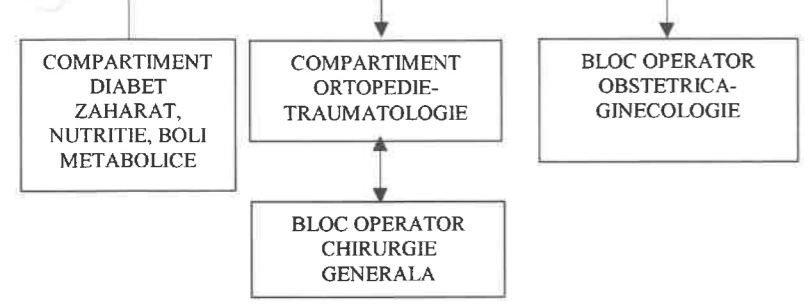 COMPARTIMENT
DIABET
ZAHARAT,
NUTRITIE, BOLI
METABOLICE
COMPARTIMENT
ORTOPEDIE-
TRAUMATOLOGIE
BLOC OPERATOR
OBSTETRICA-
GINECOLOGIE
BLOC OPERATOR
CHIRURGIE
GENERALA